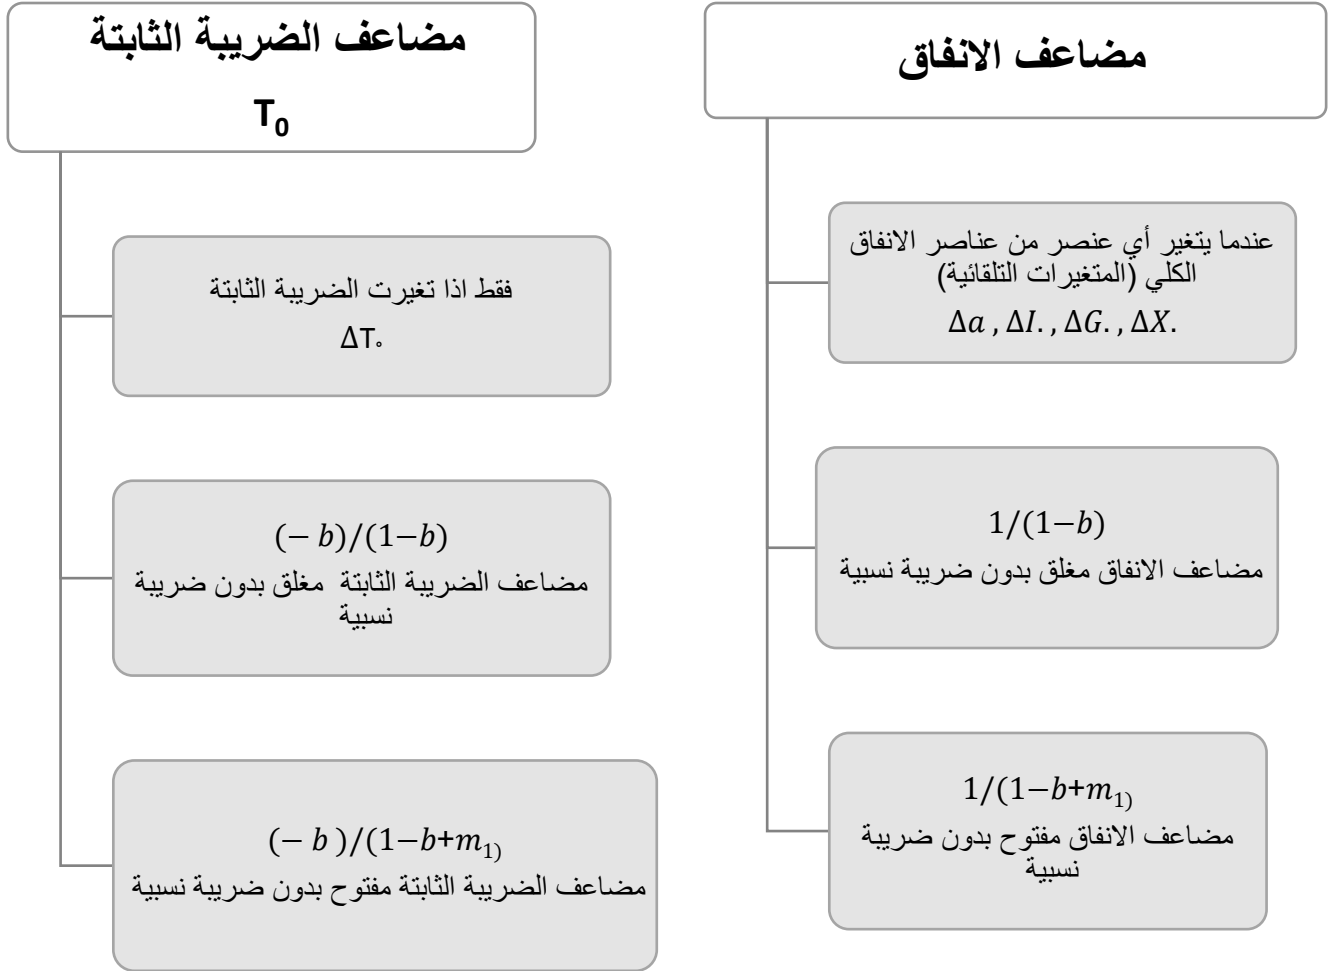 مضاعف الانفاق
عندما يتغير أي عنصر من عناصر الانفاق
الكلي (المتغيرات التلقائية)
Δa , ΔI. , ΔG. , ΔX.
1/(1−b)
مضاعف الانفاق مغلق بدون ضريبة نسبية
1/(1−b+m₁₎
مضاعف الانفاق مفتوح بدون ضريبة
نسبية
مضاعف الضريبة الثابتة
T₀
فقط اذا تغيرت الضريبة الثابتة
ΔT∘
(− b)/(1−b)
مضاعف الضريبة الثابتة مغلق بدون ضريبة
نسبية
(− b )/(1−b+m₁₎
مضاعف الضريبة الثابتة مفتوح بدون ضريبة نسبية